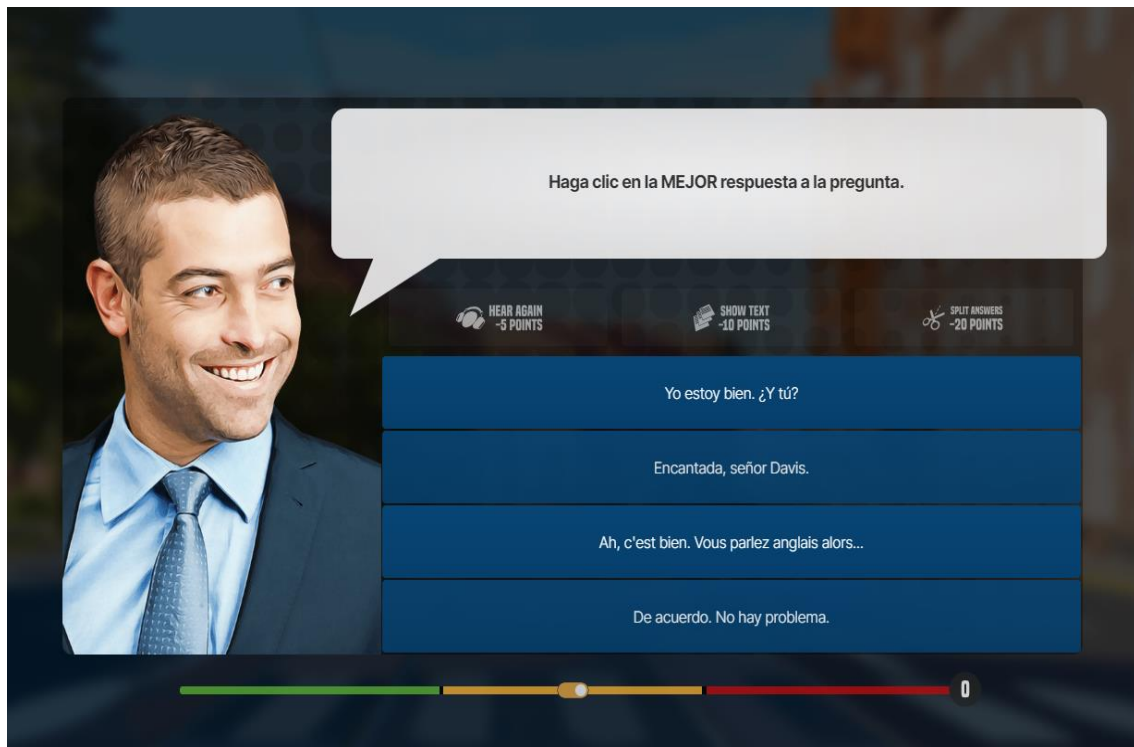 Haga clic en la MEJOR respuesta a la pregunta.
HEAR AGAIN
-5 POINTS
SHOW TEXT
-10 POINTS
SPLIT ANSWERS
-20 POINTS
Yo estoy bien. ¿Y tú?
Encantada, señor Davis.
Ah, c'est bien. Vous parlez anglais alors...
De acuerdo. No hay problema.
0